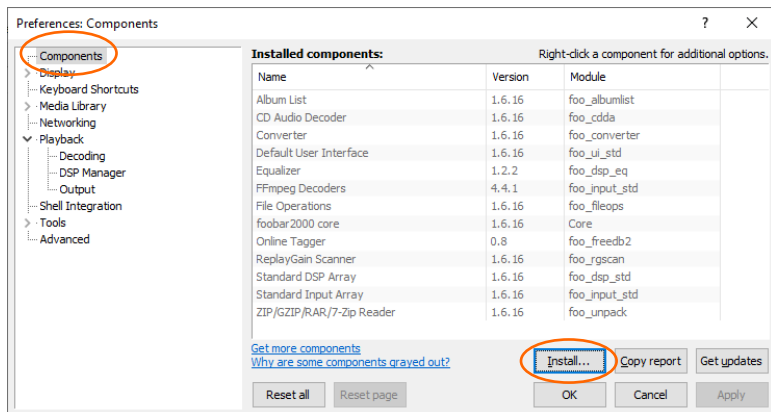 Preferences: Components
? ×
Components
Display
Keyboard Shortcuts
Media Library
Networking
Playback
Decoding
DSP Manager
Output
Shell Integration
Tools
Advanced
Installed components: Right-click a component for additional options.
Name Version Module
Album List 1.6.16 foo_albumlist
CD Audio Decoder 1.6.16 foo_cdda
Converter 1.6.16 foo_converter
Default User Interface 1.6.16 foo_ui_std
Equalizer 1.2.2 foo_dsp_eq
FFmpeg Decoders 4.4.1 foo_input_std
File Operations 1.6.16 foo_fileops
foobar2000 core 1.6.16 Core
Online Tagger 0.8 foo_freedb2
ReplayGain Scanner 1.6.16 foo_rgscan
Standard DSP Array 1.6.16 foo_dsp_std
Standard Input Array 1.6.16 foo_input_std
ZIP/GZIP/RAR/7-Zip Reader 1.6.16 foo_unpack
Get more components
Why are some components grayed out?
Install... Copy report Get updates
Reset all Reset page OK Cancel Apply